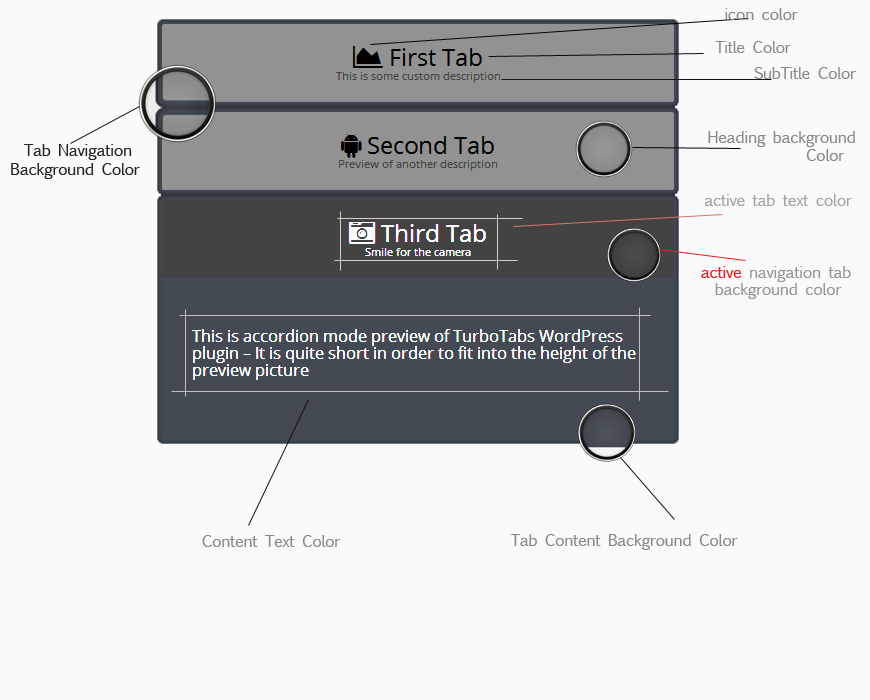 icon color
First Tab
Title Color
This is some custom description
SubTitle Color
Tab Navigation
Background Color
Second Tab
Preview of another description
Heading background
Color
active tab text color
Third Tab
Smile for the camera
active navigation tab
background color
This is accordion mode preview of TurboTabs WordPress
plugin – It is quite short in order to fit into the height of the
preview picture
Content Text Color
Tab Content Background Color